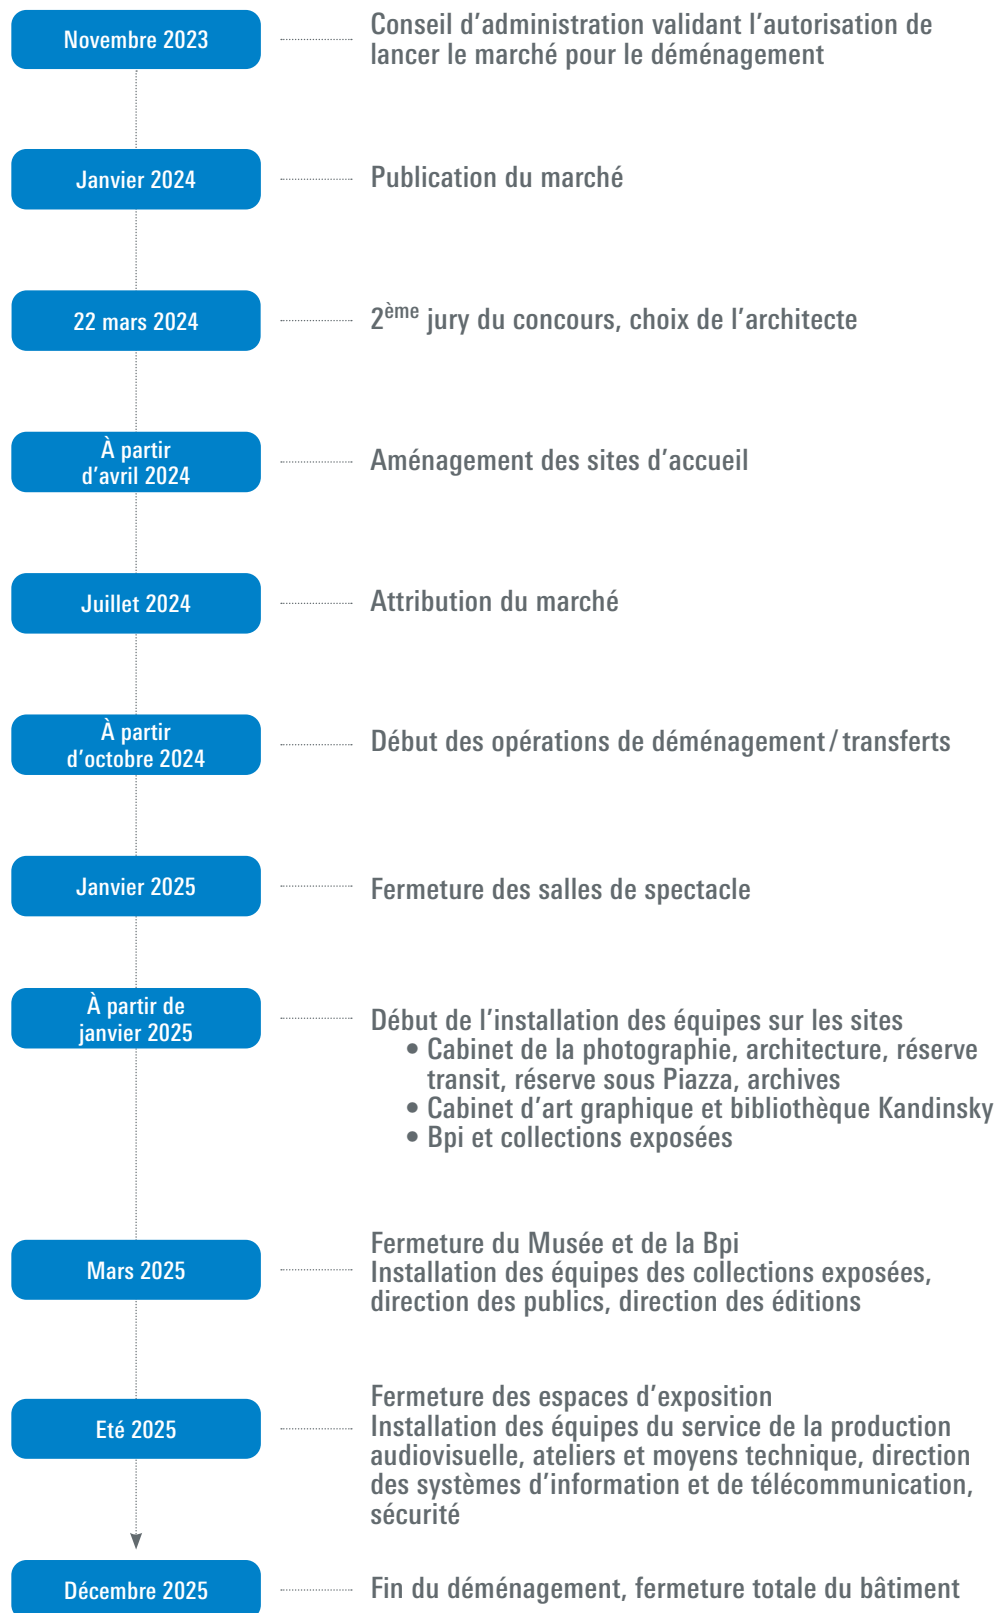 Novembre 2023
Conseil d’administration validant l’autorisation de
lancer le marché pour le déménagement
Janvier 2024
Publication du marché
22 mars 2024
2ème jury du concours, choix de l’architecte
À partir
d’avril 2024
Aménagement des sites d’accueil
Juillet 2024
Attribution du marché
À partir
d’octobre 2024
Début des opérations de déménagement / transferts
Janvier 2025
Fermeture des salles de spectacle
À partir de
janvier 2025
Début de l’installation des équipes sur les sites
• Cabinet de la photographie, architecture, réserve
transit, réserve sous Piazza, archives
• Cabinet d’art graphique et bibliothèque Kandinsky
• Bpi et collections exposées
Mars 2025
Fermeture du Musée et de la Bpi
Installation des équipes des collections exposées,
direction des publics, direction des éditions
Eté 2025
Fermeture des espaces d’exposition
Installation des équipes du service de la production
audiovisuelle, ateliers et moyens technique, direction
des systèmes d’information et de télécommunication,
sécurité
Décembre 2025
Fin du déménagement, fermeture totale du bâtiment